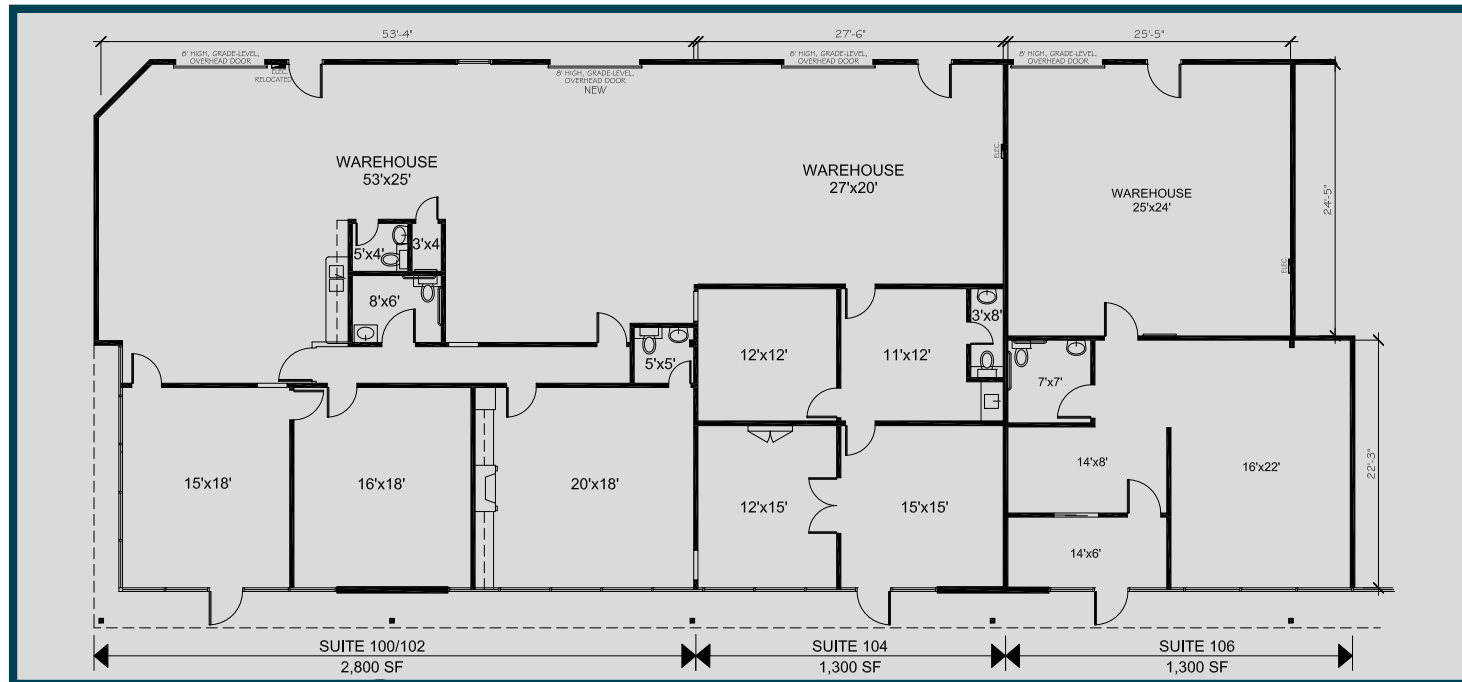 53'-4"
27'-6"
25'-5"
8' HIGH, GRADE-LEVEL,
OVERHEAD DOOR
ELEC.
RELOCATED
8' HIGH, GRADE-LEVEL,
OVERHEAD DOOR
NEW
8' HIGH, GRADE-LEVEL,
OVERHEAD DOOR
8' HIGH, GRADE-LEVEL,
OVERHEAD DOOR
WAREHOUSE
53'x25'
WAREHOUSE
27'x20'
ELEC.
WAREHOUSE
25'x24'
24'-5"
ELEC.
5'x4'
3'x4
8'x6'
5'x5'
12'x12'
11'x12'
3'x8'
7'x7'
15'x18'
16'x18'
20'x18'
12'x15'
15'x15'
14'x8'
16'x22'
22'-3"
14'x6'
SUITE 100/102
2,800 SF
SUITE 104
1,300 SF
SUITE 106
1,300 SF